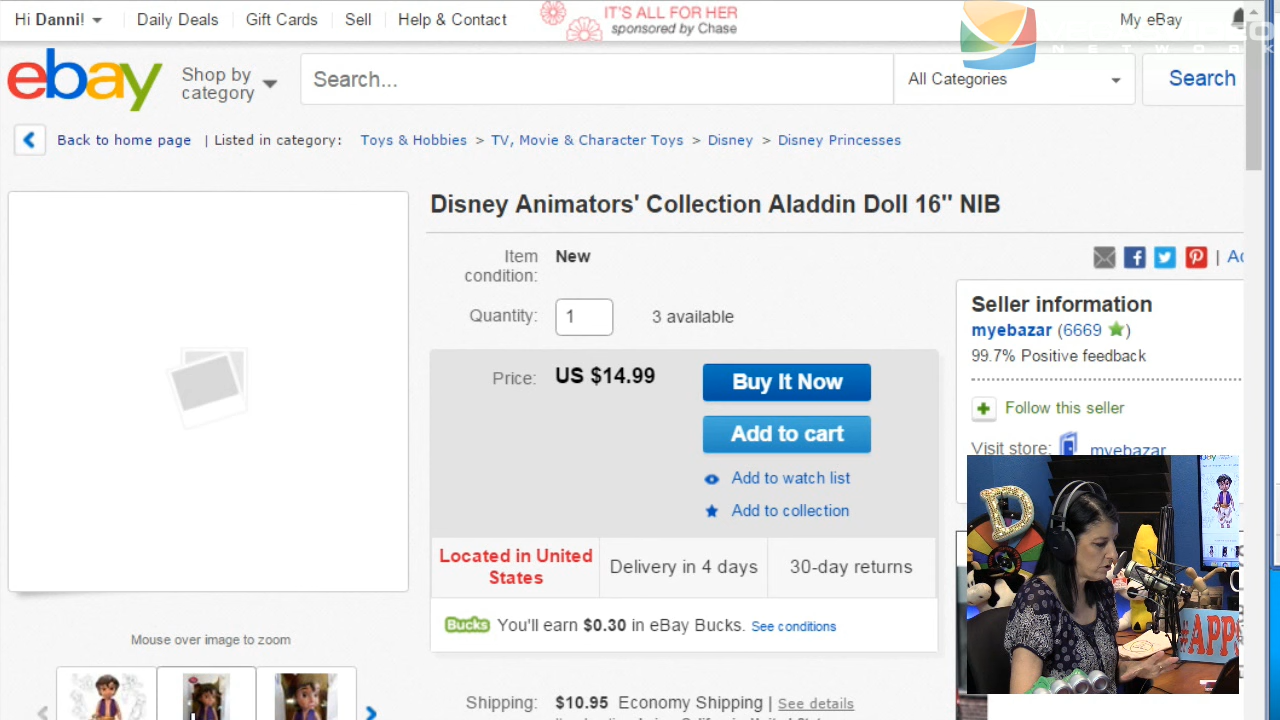 Hi Danni!
Daily Deals
Gift Cards
Sell
Help & Contact
IT'S ALL FOR HER
sponsored by Chase
My eBay
NETWORK
ebay
Shop by
category
Search...
All Categories
Search
Back to home page | Listed in category: Toys & Hobbies > TV, Movie & Character Toys > Disney > Disney Princesses
Disney Animators' Collection Aladdin Doll 16" NIB
Item
condition:
New
Quantity:
1
3 available
Price:
US $14.99
Buy It Now
Add to cart
Add to watch list
Add to collection
Located in United
States
Delivery in 4 days
30-day returns
Bucks You'll earn $0.30 in eBay Bucks. See conditions
Mouse over image to zoom
Shipping:
$10.95 Economy Shipping | See details
Seller information
myebazar (6669)
99.7% Positive feedback
Follow this seller
Visit store: myebazar
D